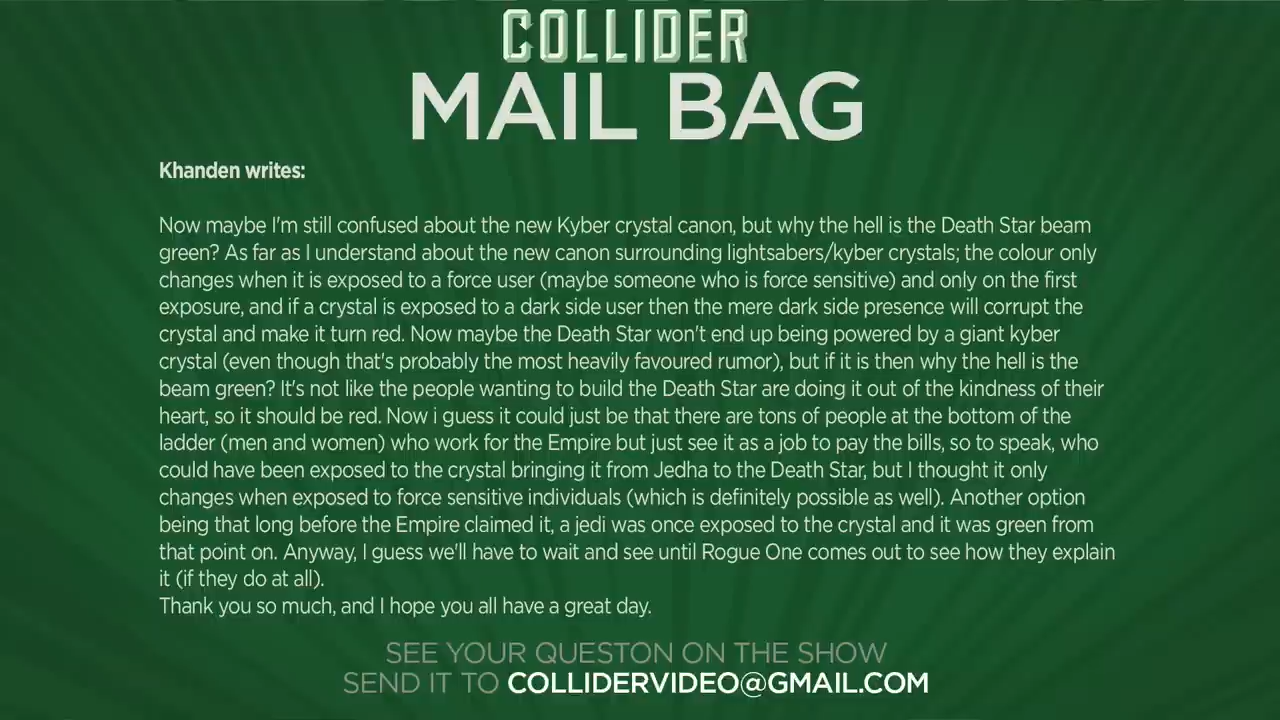 COLLIDER
MAIL BAG
Khanden writes:
Now maybe I'm still confused about the new Kyber crystal canon, but why the hell is the Death Star beam
green? As far as I understand about the new canon surrounding lightsabers/kyber crystals; the colour only
changes when it is exposed to a force user (maybe someone who is force sensitive) and only on the first
exposure, and if a crystal is exposed to a dark side user then the mere dark side presence will corrupt the
crystal and make it turn red. Now maybe the Death Star won't end up being powered by a giant kyber
crystal (even though that's probably the most heavily favoured rumor), but if it is then why the hell is the
beam green? It's not like the people wanting to build the Death Star are doing it out of the kindness of their
heart, so it should be red. Now i guess it could just be that there are tons of people at the bottom of the
ladder (men and women) who work for the Empire but just see it as a job to pay the bills, so to speak, who
could have been exposed to the crystal bringing it from Jedha to the Death Star, but I thought it only
changes when exposed to force sensitive individuals (which is definitely possible as well). Another option
being that long before the Empire claimed it, a jedi was once exposed to the crystal and it was green from
that point on. Anyway, I guess we'll have to wait and see until Rogue One comes out to see how they explain
it (if they do at all).
Thank you so much, and I hope you all have a great day.
SEE YOUR QUESTON ON THE SHOW
SEND IT TO COLLIDERVIDEO@GMAIL.COM